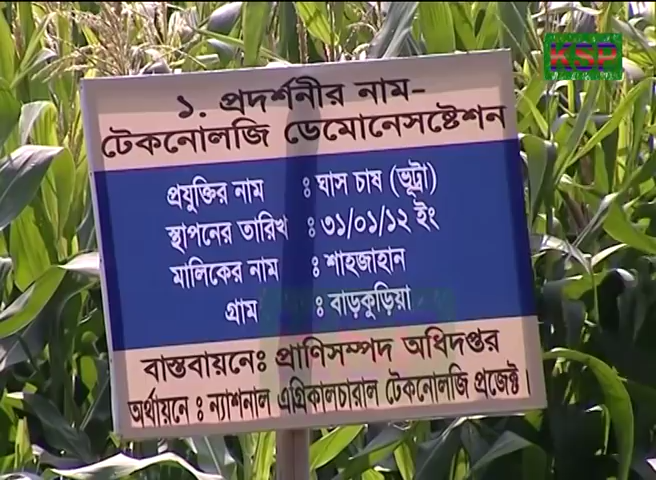 KSP
১. প্রদর্শনীর নাম-
টেকনোলজি ডেমোনেসষ্টেশন
প্রযুক্তির নাম : ঘাস চাষ (ভূট্রা)
স্থাপনের তারিখ : ৩১/০১/১২ ইং
মালিকের নাম : শাহজাহান
গ্রাম : বাড়কুড়িয়া
বাস্তবায়নেঃ প্রাণিসম্পদ অধিদপ্তর
অর্থায়নে : ন্যাশনাল এগ্রিকালচারাল টেকনোলজি প্রজেক্ট।